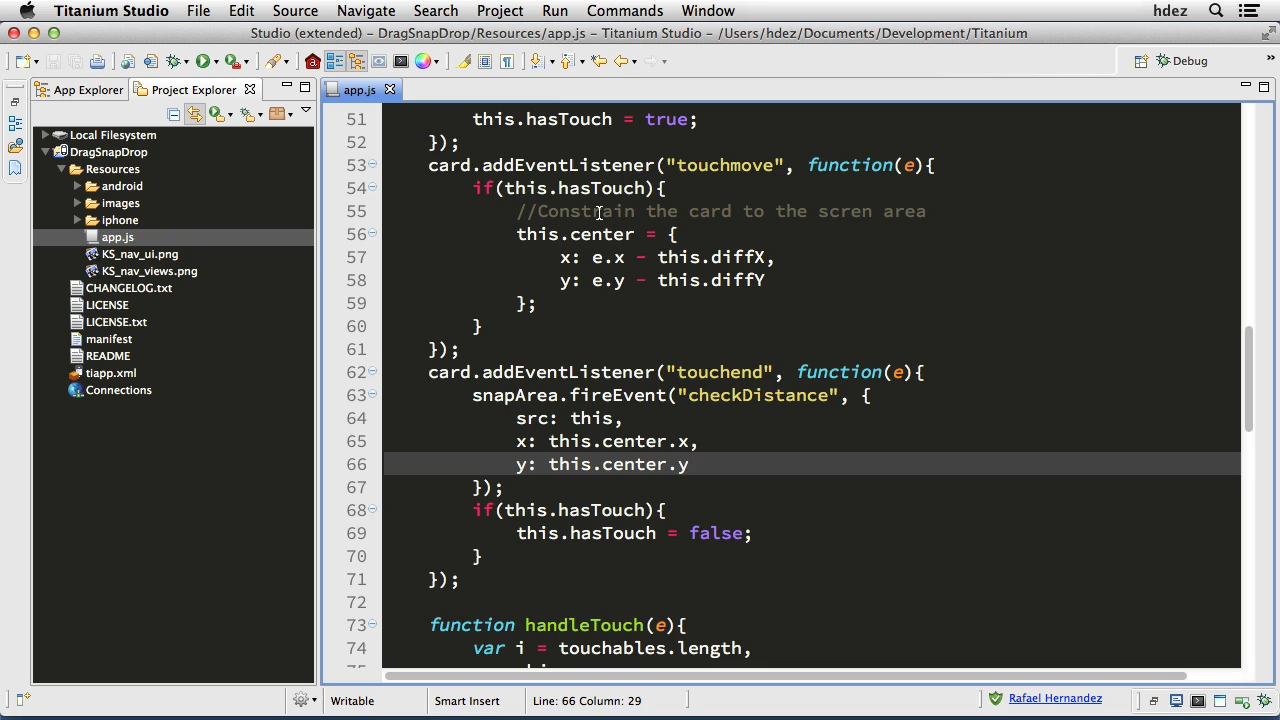 Titanium Studio File Edit Source Navigate Search Project Run Commands Window hdez
Studio (extended) - DragSnapDrop/Resources/app.js - Titanium Studio - /Users/hdez/Documents/Development/Titanium
Debug
App Explorer Project Explorer app.js
Local Filesystem
DragSnapDrop
Resources
android
images
iphone
app.js
KS_nav_ui.png
KS_nav_views.png
CHANGELOG.txt
LICENSE
LICENSE.txt
manifest
README
tiapp.xml
Connections
51 this.hasTouch = true;
52 });
53 card.addEventListener("touchmove", function(e){
54 if(this.hasTouch){
55 //Constrain the card to the scren area
56 this.center = {
57 x: e.x - this.diffX,
58 y: e.y - this.diffY
59 };
60 }
61 });
62 card.addEventListener("touchend", function(e){
63 snapArea.fireEvent("checkDistance", {
64 src: this,
65 x: this.center.x,
66 y: this.center.y
67 });
68 if(this.hasTouch){
69 this.hasTouch = false;
70 }
71 });
72
73 function handleTouch(e){
74 var i = touchables.length,
Writable Smart Insert Line: 66 Column: 29 Rafael Hernandez